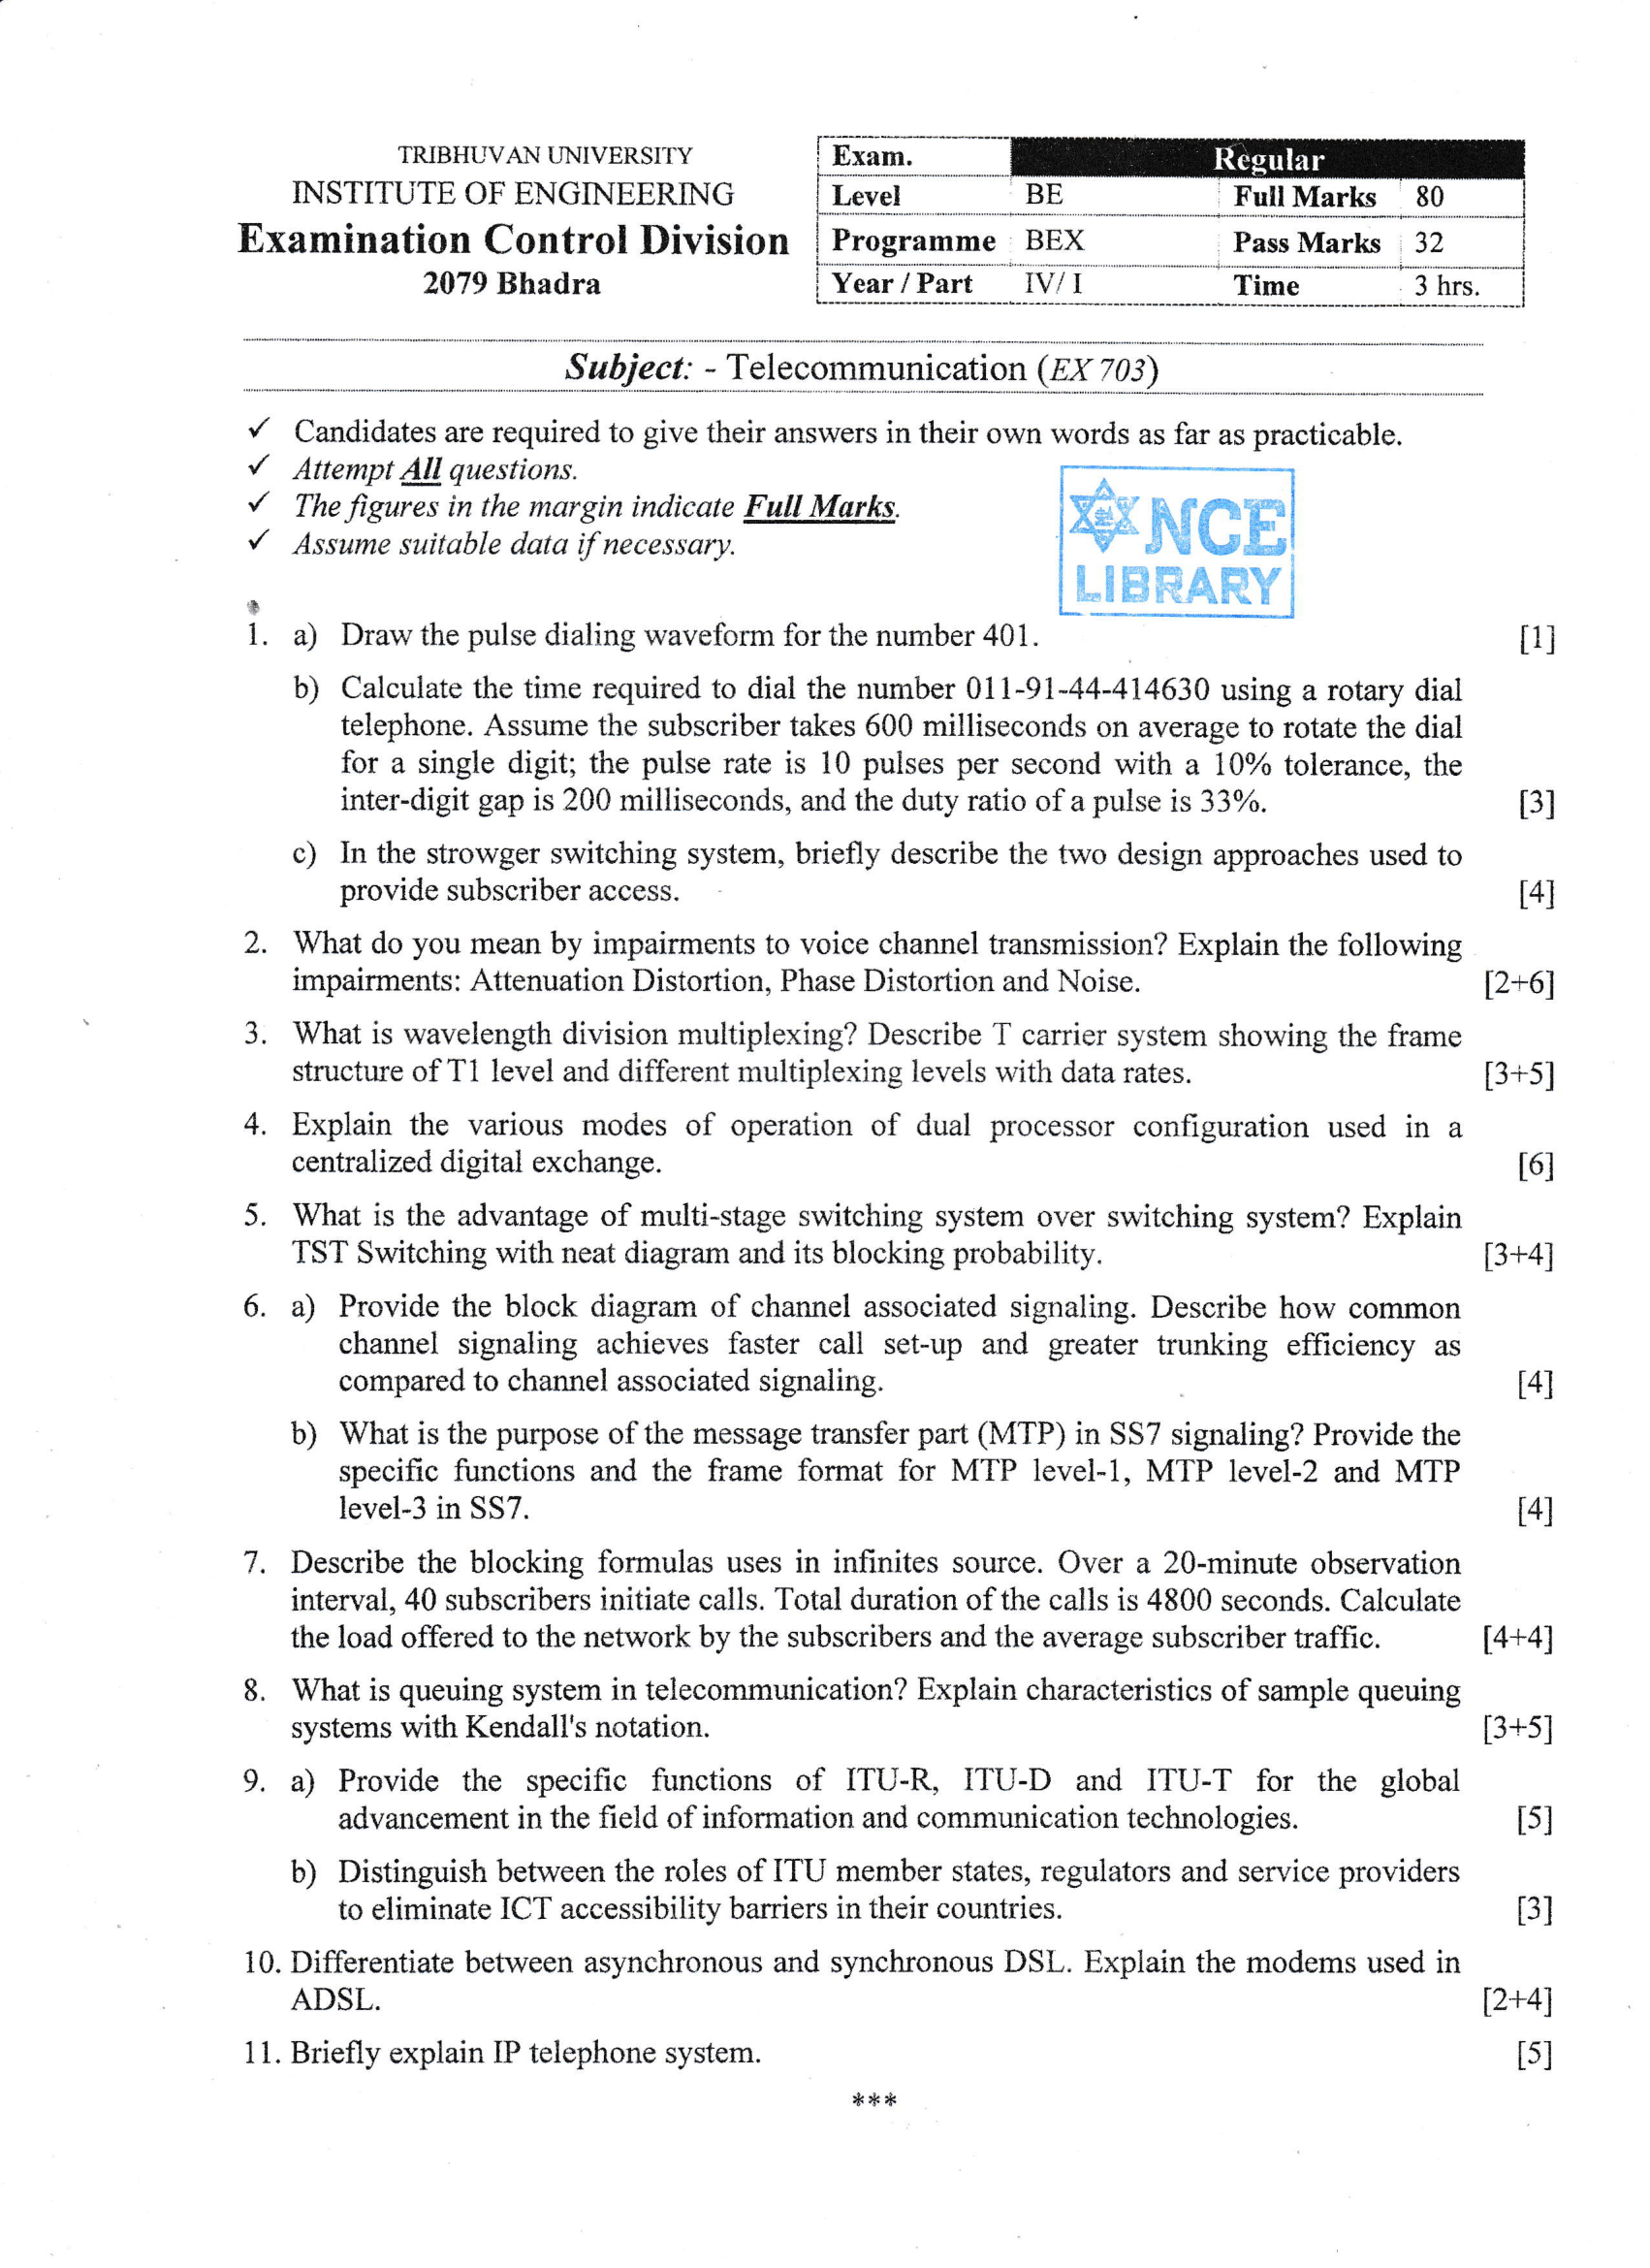 TRIBHUVAN UNIVERSITY
INSTITUTE OF ENGINEERING
Examination Control Division
2079 Bhadra
Exam. Regular
Level BE Full Marks 80
Programme BEX Pass Marks 32
Year / Part IV/ I Time 3 hrs.
Subject: - Telecommunication (EX 703)
✓ Candidates are required to give their answers in their own words as far as practicable.
✓ Attempt All questions.
✓ The figures in the margin indicate Full Marks.
✓ Assume suitable data if necessary.
NCE
LIBRARY
1. a) Draw the pulse dialing waveform for the number 401. [1]
b) Calculate the time required to dial the number 011-91-44-414630 using a rotary dial
telephone. Assume the subscriber takes 600 milliseconds on average to rotate the dial
for a single digit; the pulse rate is 10 pulses per second with a 10% tolerance, the
inter-digit gap is 200 milliseconds, and the duty ratio of a pulse is 33%. [3]
c) In the strowger switching system, briefly describe the two design approaches used to
provide subscriber access. [4]
2. What do you mean by impairments to voice channel transmission? Explain the following
impairments: Attenuation Distortion, Phase Distortion and Noise. [2+6]
3. What is wavelength division multiplexing? Describe T carrier system showing the frame
structure of T1 level and different multiplexing levels with data rates. [3+5]
4. Explain the various modes of operation of dual processor configuration used in a
centralized digital exchange. [6]
5. What is the advantage of multi-stage switching system over switching system? Explain
TST Switching with neat diagram and its blocking probability. [3+4]
6. a) Provide the block diagram of channel associated signaling. Describe how common
channel signaling achieves faster call set-up and greater trunking efficiency as
compared to channel associated signaling. [4]
b) What is the purpose of the message transfer part (MTP) in SS7 signaling? Provide the
specific functions and the frame format for MTP level-1, MTP level-2 and MTP
level-3 in SS7. [4]
7. Describe the blocking formulas uses in infinites source. Over a 20-minute observation
interval, 40 subscribers initiate calls. Total duration of the calls is 4800 seconds. Calculate
the load offered to the network by the subscribers and the average subscriber traffic. [4+4]
8. What is queuing system in telecommunication? Explain characteristics of sample queuing
systems with Kendall's notation. [3+5]
9. a) Provide the specific functions of ITU-R, ITU-D and ITU-T for the global
advancement in the field of information and communication technologies. [5]
b) Distinguish between the roles of ITU member states, regulators and service providers
to eliminate ICT accessibility barriers in their countries. [3]
10. Differentiate between asynchronous and synchronous DSL. Explain the modems used in
ADSL. [2+4]
11. Briefly explain IP telephone system. [5]
***